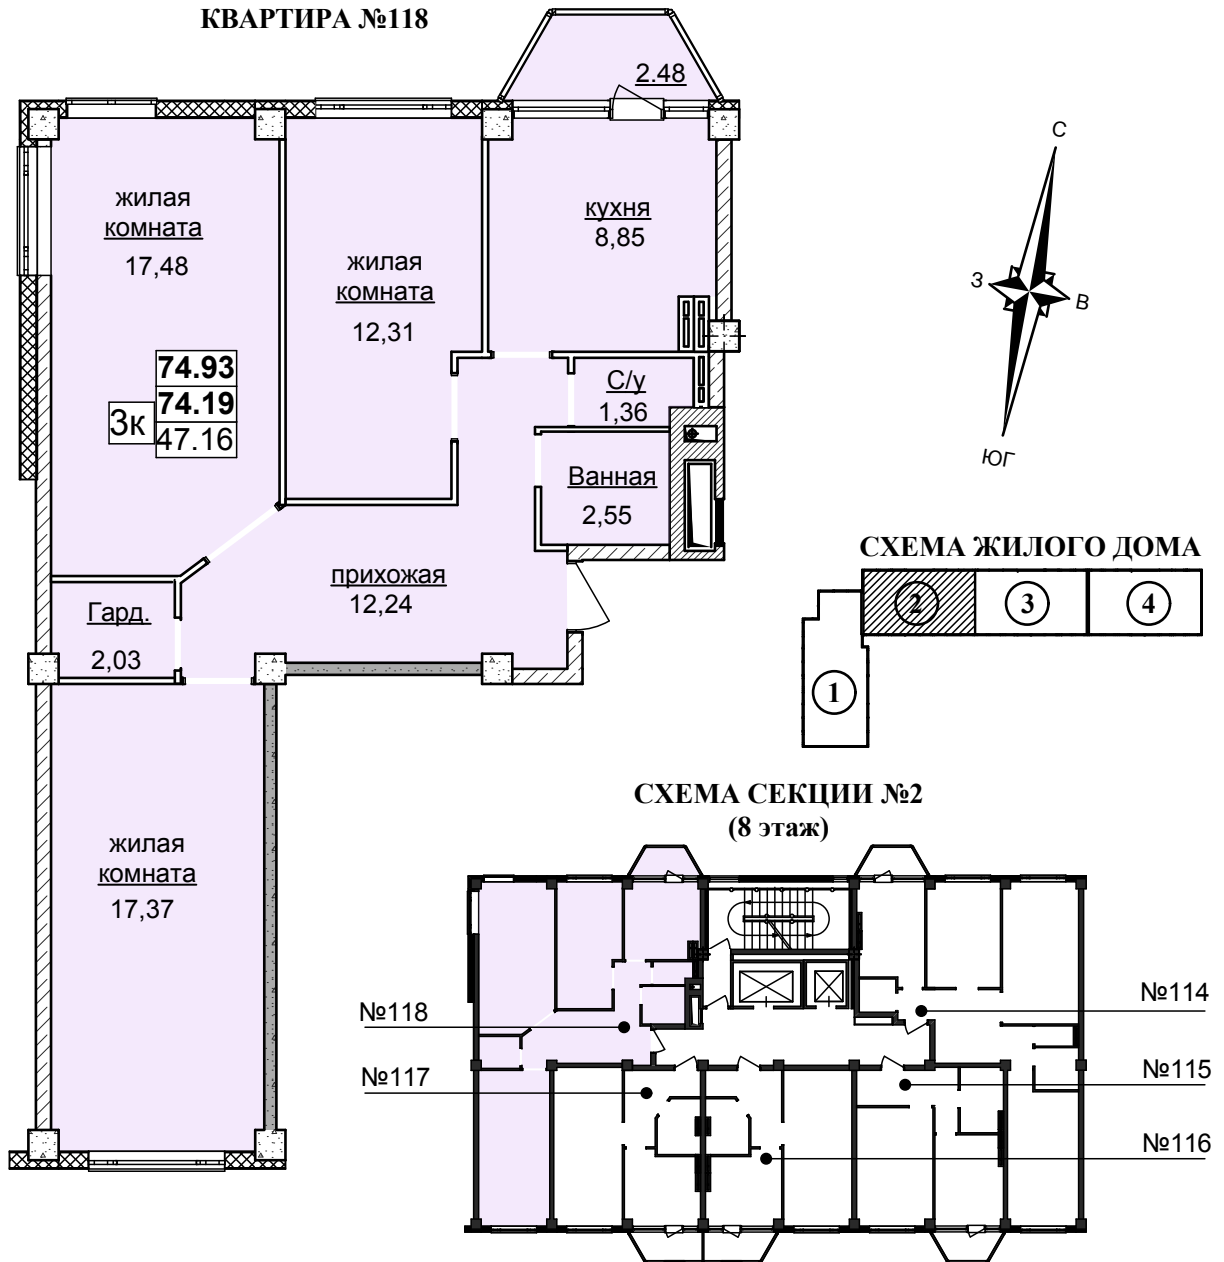 КВАРТИРА №118
2.48
жилая
комната
17,48
жилая
комната
12,31
кухня
8,85
74.93
3к
74.19
47.16
С/у
1,36
Ванная
2,55
прихожая
12,24
Гард.
2,03
жилая
комната
17,37
С
З
В
ЮГ
СХЕМА ЖИЛОГО ДОМА
2
3
4
1
СХЕМА СЕКЦИИ №2
(8 этаж)
№118
№117
№114
№115
№116